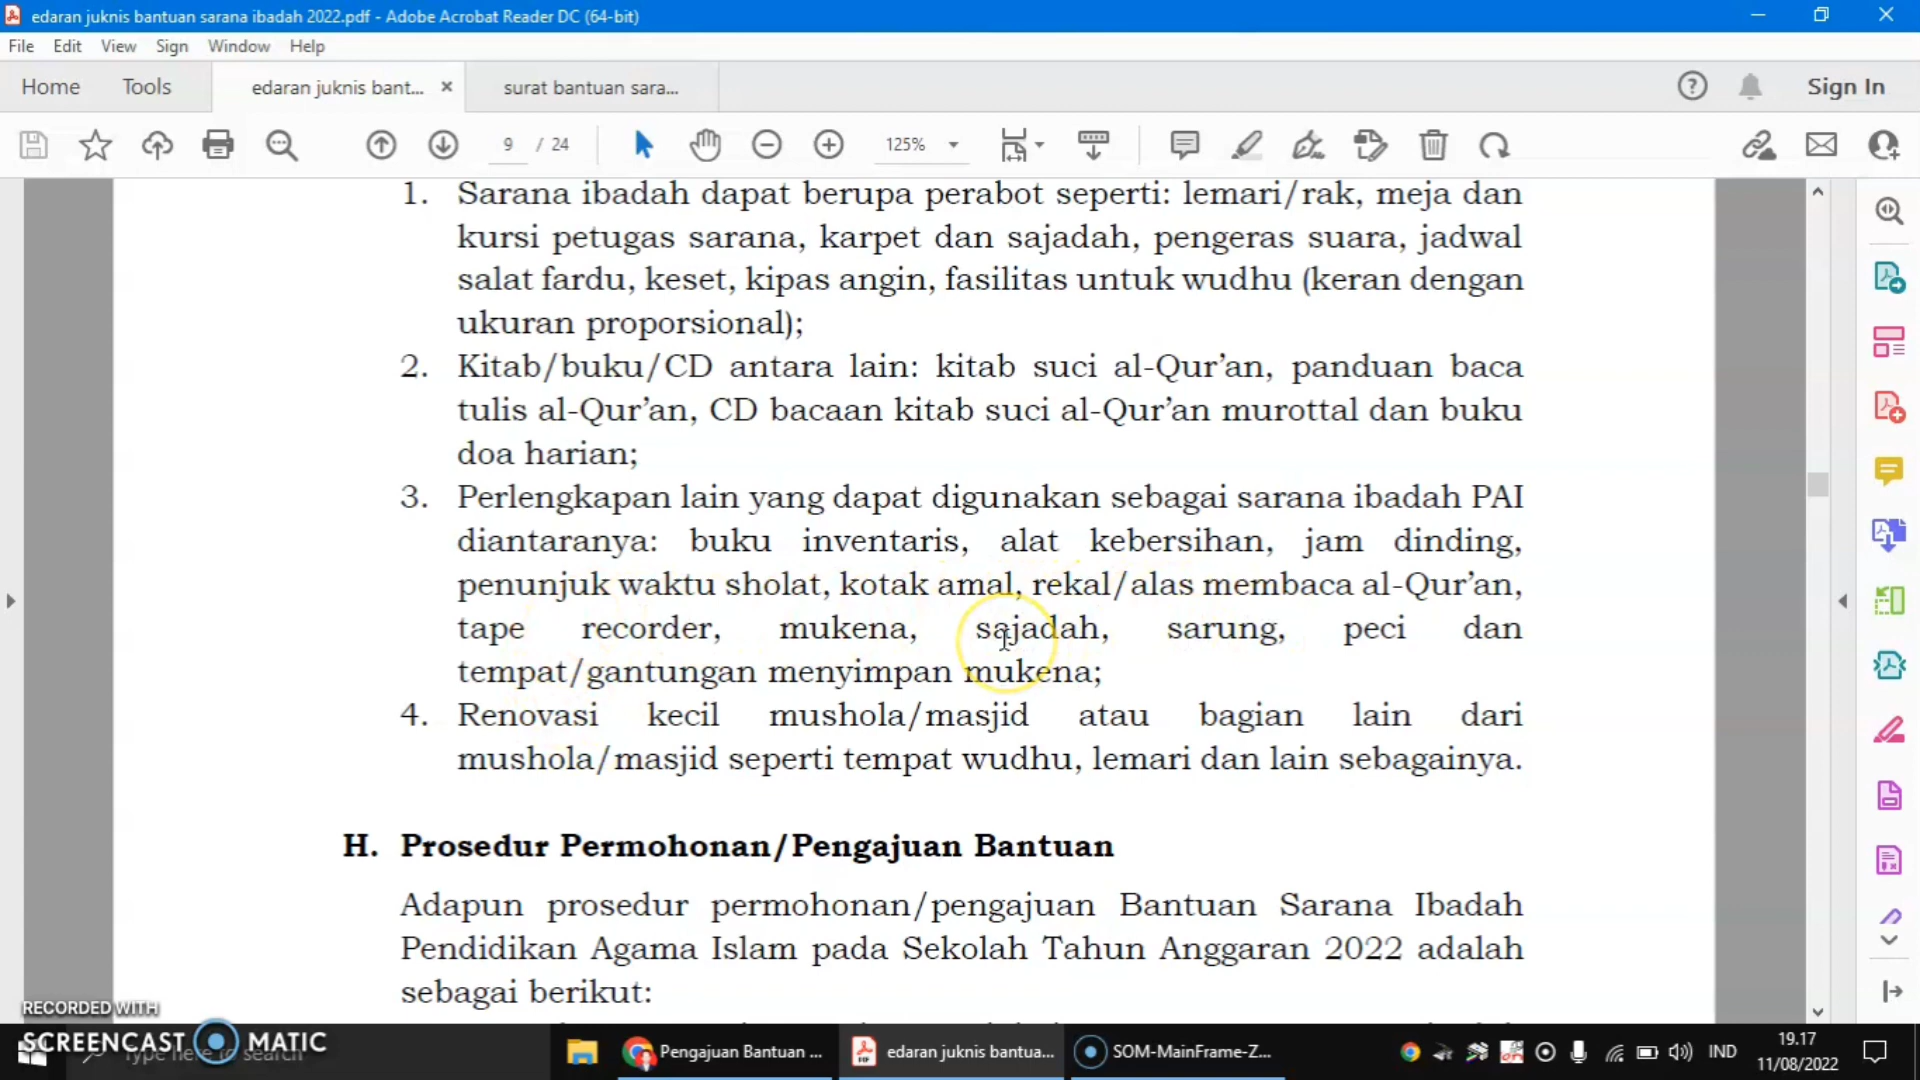 edaran juknis bantuan sarana ibadah 2022.pdf - Adobe Acrobat Reader DC (64-bit)
File Edit View Sign Window Help
Home Tools edaran juknis bant... surat bantuan sara... Sign In
9 / 24 125%
1. Sarana ibadah dapat berupa perabot seperti: lemari/rak, meja dan
kursi petugas sarana, karpet dan sajadah, pengeras suara, jadwal
salat fardu, keset, kipas angin, fasilitas untuk wudhu (keran dengan
ukuran proporsional);
2. Kitab/buku/CD antara lain: kitab suci al-Qur’an, panduan baca
tulis al-Qur’an, CD bacaan kitab suci al-Qur’an murottal dan buku
doa harian;
3. Perlengkapan lain yang dapat digunakan sebagai sarana ibadah PAI
diantaranya: buku inventaris, alat kebersihan, jam dinding,
penunjuk waktu sholat, kotak amal, rekal/alas membaca al-Qur’an,
tape recorder, mukena, sajadah, sarung, peci dan
tempat/gantungan menyimpan mukena;
4. Renovasi kecil mushola/masjid atau bagian lain dari
mushola/masjid seperti tempat wudhu, lemari dan lain sebagainya.
H. Prosedur Permohonan/Pengajuan Bantuan
Adapun prosedur permohonan/pengajuan Bantuan Sarana Ibadah
Pendidikan Agama Islam pada Sekolah Tahun Anggaran 2022 adalah
sebagai berikut:
RECORDED WITH
SCREENCAST MATIC
Type here to search
Pengajuan Bantuan ... edaran juknis bantua... SOM-MainFrame-Z... IND 19.17
11/08/2022